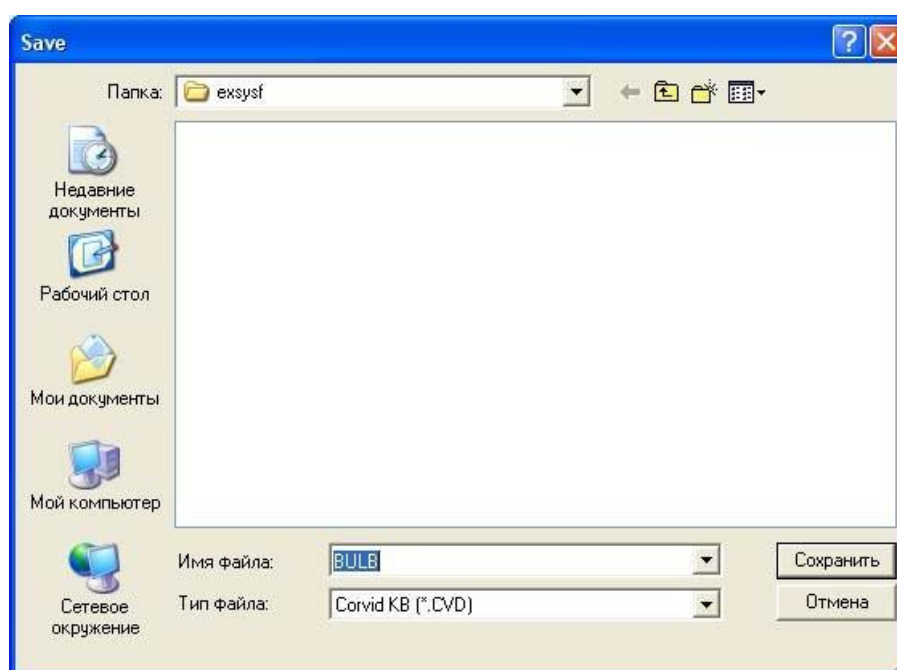 Save
Папка:
exsysf
Недавние
документы
Рабочий стол
Мои документы
Мой компьютер
Сетевое
окружение
Имя файла:
BULB
Сохранить
Тип файла:
Corvid KB (*.CVD)
Отмена